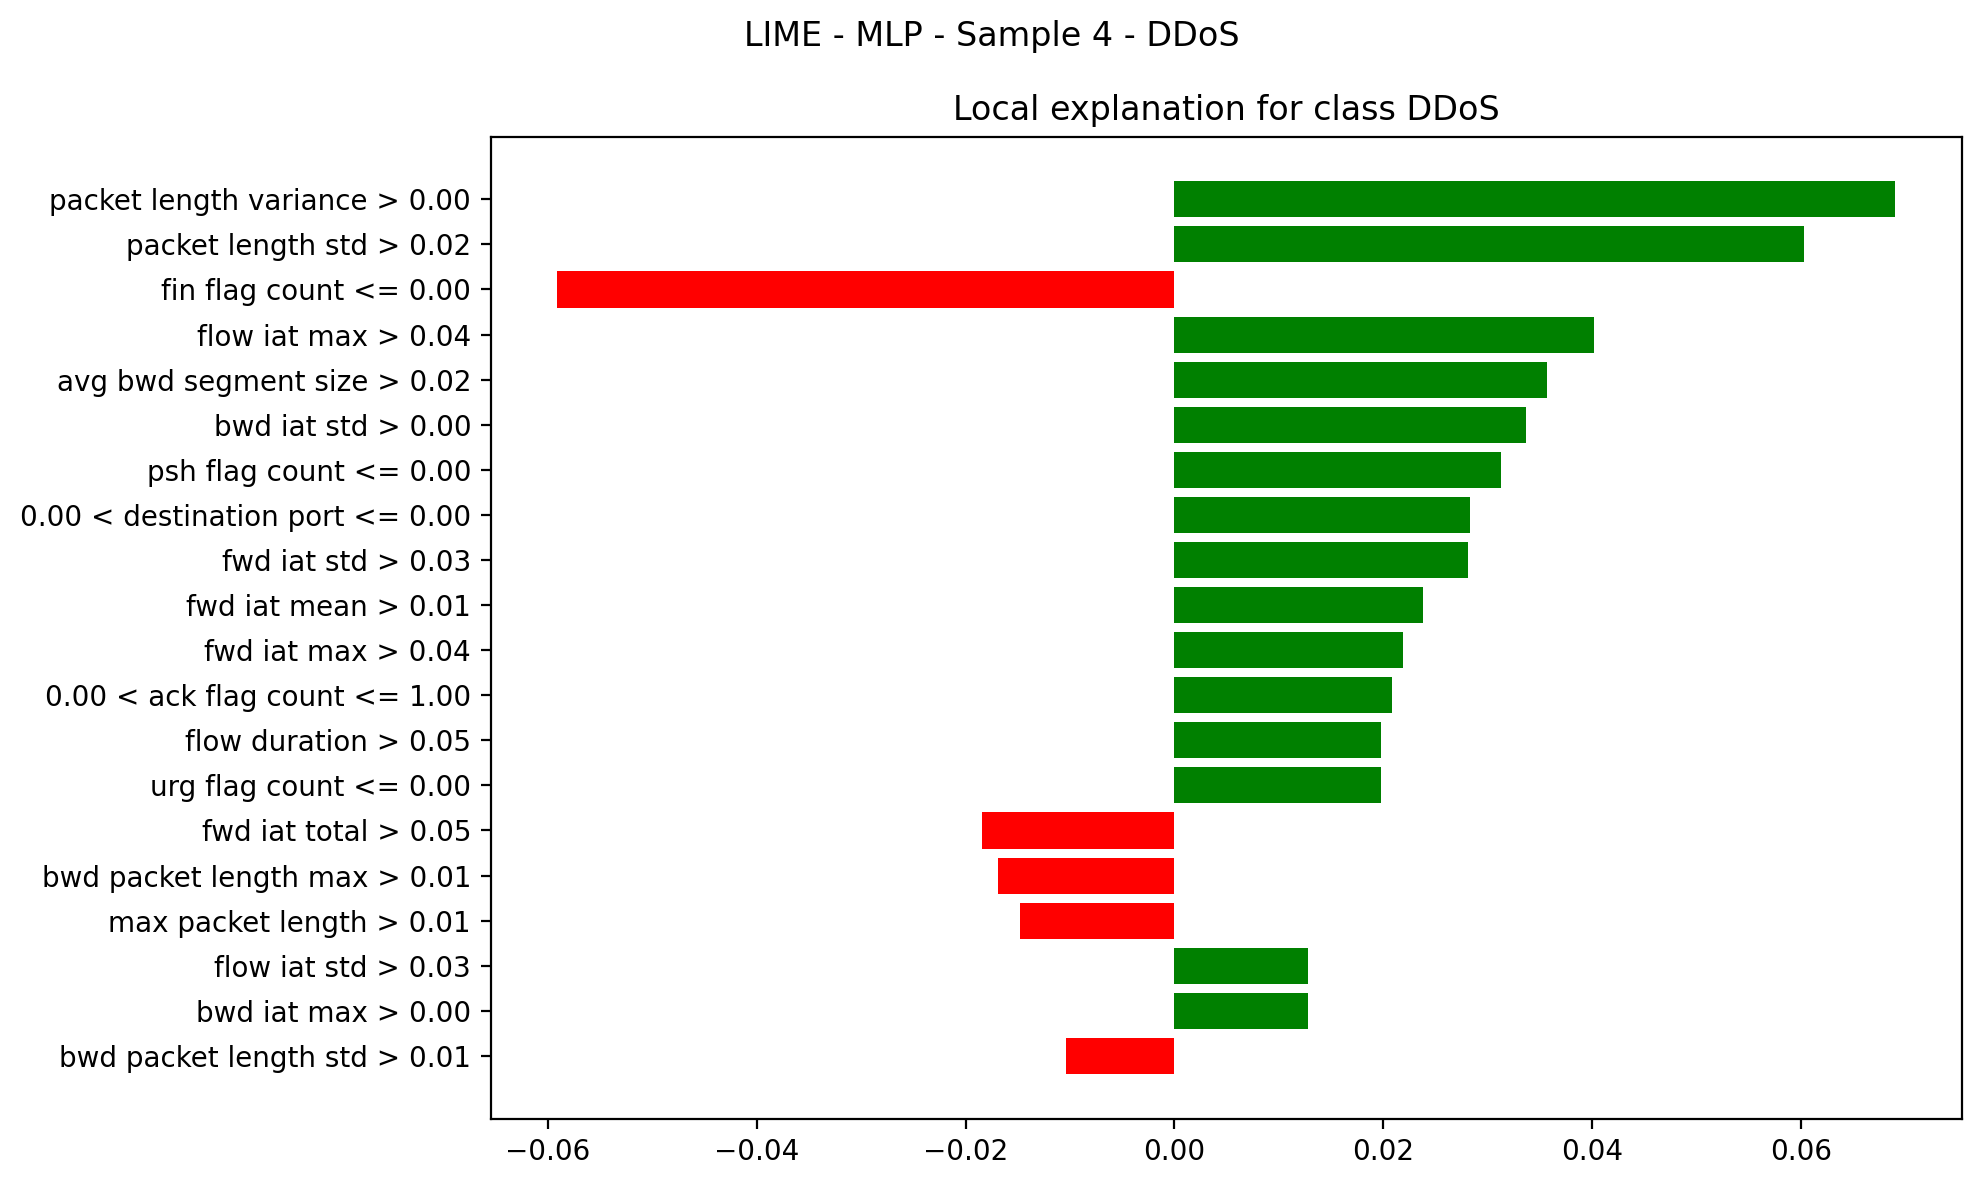 LIME - MLP - Sample 4 - DDoS
Local explanation for class DDoS
packet length variance > 0.00
packet length std > 0.02
fin flag count <= 0.00
flow iat max > 0.04
avg bwd segment size > 0.02
bwd iat std > 0.00
psh flag count <= 0.00
0.00 < destination port <= 0.00
fwd iat std > 0.03
fwd iat mean > 0.01
fwd iat max > 0.04
0.00 < ack flag count <= 1.00
flow duration > 0.05
urg flag count <= 0.00
fwd iat total > 0.05
bwd packet length max > 0.01
max packet length > 0.01
flow iat std > 0.03
bwd iat max > 0.00
bwd packet length std > 0.01
−0.06 −0.04 −0.02 0.00 0.02 0.04 0.06